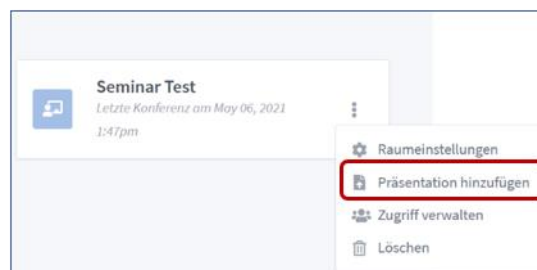 Seminar Test
Letzte Konferenz am May 06, 2021
1:47pm
Raumeinstellungen
Präsentation hinzufügen
Zugriff verwalten
Löschen